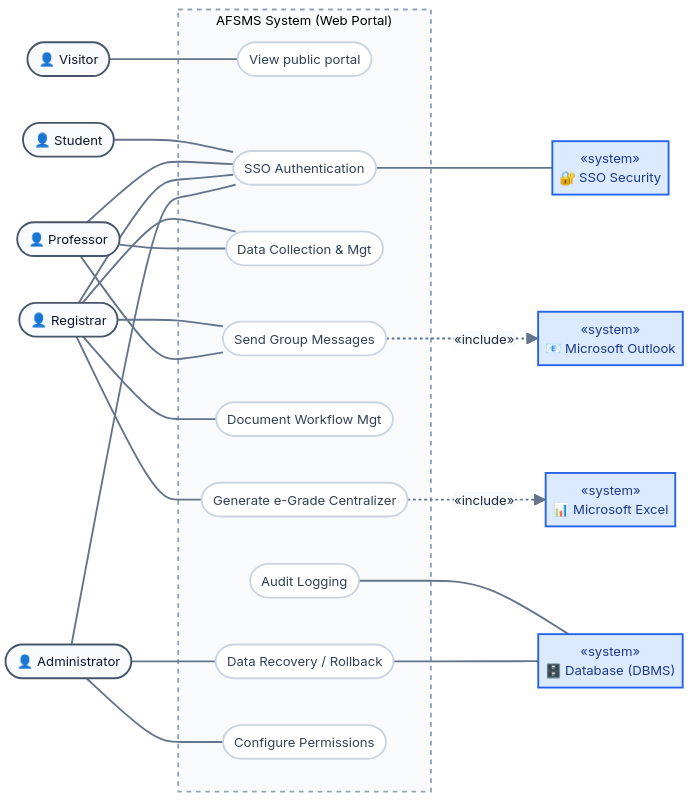 AFSMS System (Web Portal)
👤 Visitor
View public portal
👤 Student
SSO Authentication
«system»
🔐 SSO Security
👤 Professor
Data Collection & Mgt
👤 Registrar
Send Group Messages
«include»
«system»
📧 Microsoft Outlook
Document Workflow Mgt
Generate e-Grade Centralizer
«include»
«system»
📊 Microsoft Excel
Audit Logging
👤 Administrator
Data Recovery / Rollback
«system»
🗄️ Database (DBMS)
Configure Permissions